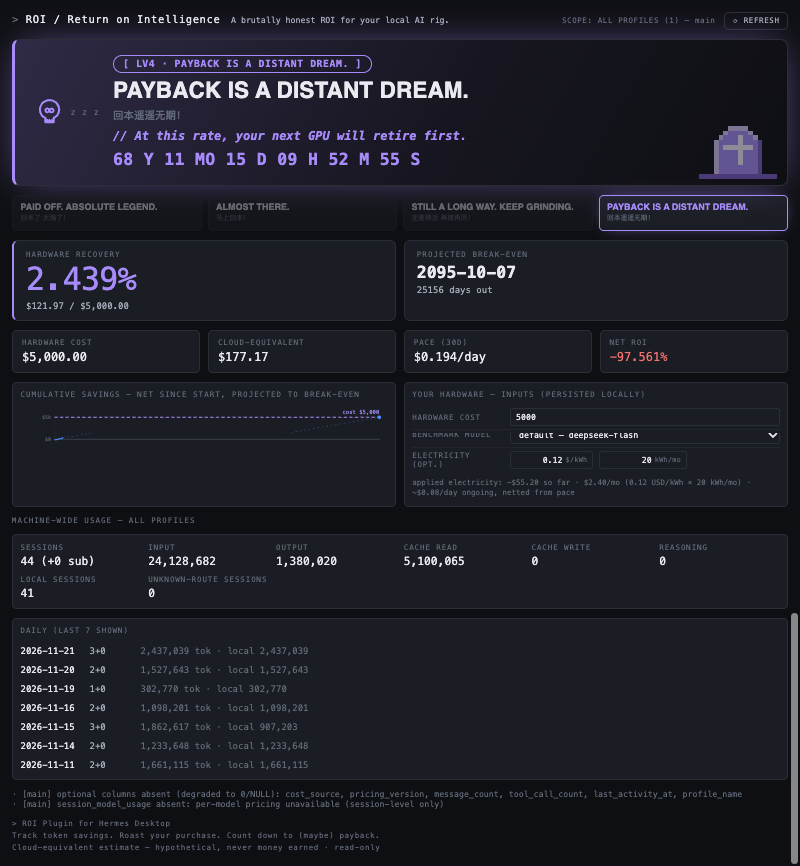 > ROI / Return on Intelligence A brutally honest ROI for your local AI rig.
SCOPE: ALL PROFILES (1) — main
◇ REFRESH
[ LV4 · PAYBACK IS A DISTANT DREAM. ]
PAYBACK IS A DISTANT DREAM.
回本遥遥无期!
// At this rate, your next GPU will retire first.
68 Y 11 MO 15 D 09 H 52 M 55 S
z z z
PAID OFF. ABSOLUTE LEGEND.
ALMOST THERE.
马上回本!
STILL A LONG WAY. KEEP GRINDING.
PAYBACK IS A DISTANT DREAM.
回本遥遥无期!
HARDWARE RECOVERY
2.439%
$121.97 / $5,000.00
PROJECTED BREAK-EVEN
2095-10-07
25156 days out
HARDWARE COST
$5,000.00
CLOUD-EQUIVALENT
$177.17
PACE (30D)
$0.194/day
NET ROI
-97.561%
CUMULATIVE SAVINGS — NET SINCE START, PROJECTED TO BREAK-EVEN
cost $5,000
$5k
$0
YOUR HARDWARE — INPUTS (PERSISTED LOCALLY)
HARDWARE COST 5000
BENCHMARK MODEL default — deepseek-flash
ELECTRICITY (OPT.) 0.12 $/kWh 20 kWh/mo
applied electricity: −$55.20 so far · $2.40/mo (0.12 USD/kWh × 20 kWh/mo) ·
~$0.08/day ongoing, netted from pace
MACHINE-WIDE USAGE — ALL PROFILES
SESSIONS INPUT OUTPUT CACHE READ CACHE WRITE REASONING
44 (+0 sub) 24,128,682 1,380,020 5,100,065 0 0
LOCAL SESSIONS UNKNOWN-ROUTE SESSIONS
41 0
DAILY (LAST 7 SHOWN)
2026-11-21 3+0 2,437,039 tok · local 2,437,039
2026-11-20 2+0 1,527,643 tok · local 1,527,643
2026-11-19 1+0 302,770 tok · local 302,770
2026-11-16 2+0 1,098,201 tok · local 1,098,201
2026-11-15 3+0 1,862,617 tok · local 907,203
2026-11-14 2+0 1,233,648 tok · local 1,233,648
2026-11-11 2+0 1,661,115 tok · local 1,661,115
· [main] optional columns absent (degraded to 0/NULL): cost_source, pricing_version, message_count, tool_call_count, last_activity_at, profile_name
· [main] session_model_usage absent: per-model pricing unavailable (session-level only)
> ROI Plugin for Hermes Desktop
Track token savings. Roast your purchase. Count down to (maybe) payback.
Cloud-equivalent estimate — hypothetical, never money earned · read-only